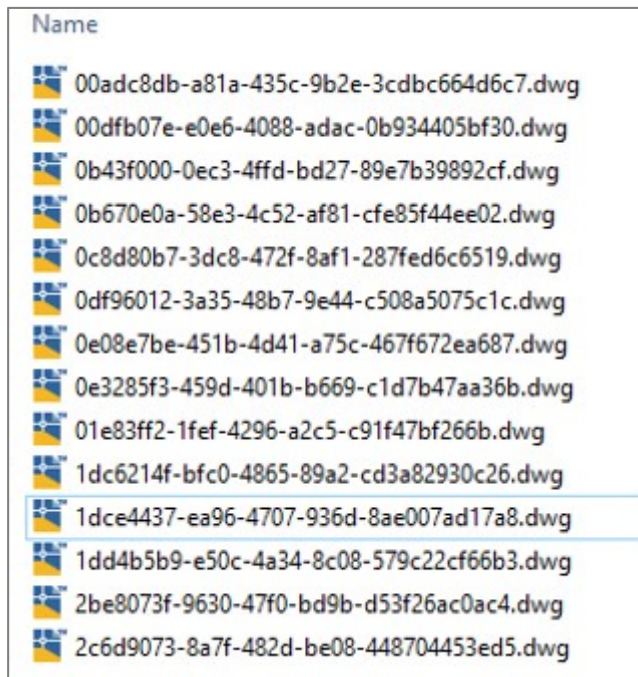 Name
00adc8db-a81a-435c-9b2e-3cdbc664d6c7.dwg
00dfb07e-e0e6-4088-adac-0b934405bf30.dwg
0b43f000-0ec3-4ffd-bd27-89e7b39892cf.dwg
0b670e0a-58e3-4c52-af81-cfe85f44ee02.dwg
0c8d80b7-3dc8-472f-8af1-287fed6c6519.dwg
0df96012-3a35-48b7-9e44-c508a5075c1c.dwg
0e08e7be-451b-4d41-a75c-467f672ea687.dwg
0e3285f3-459d-401b-b669-c1d7b47aa36b.dwg
01e83ff2-1fef-4296-a2c5-c91f47bf266b.dwg
1dc6214f-bfc0-4865-89a2-cd3a82930c26.dwg
1dce4437-ea96-4707-936d-8ae007ad17a8.dwg
1dd4b5b9-e50c-4a34-8c08-579c22cf66b3.dwg
2be8073f-9630-47f0-bd9b-d53f26ac0ac4.dwg
2c6d9073-8a7f-482d-be08-448704453ed5.dwg